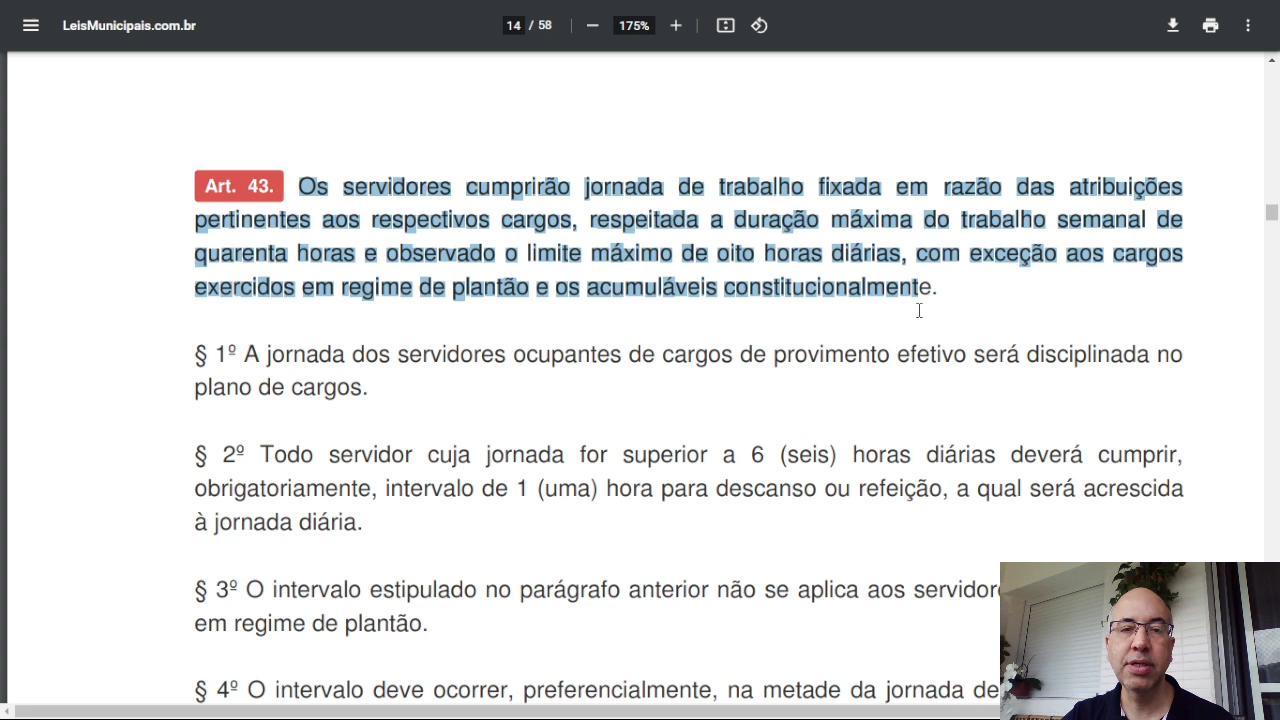 LeisMunicipais.com.br
14 / 58
175%
Art. 43. Os servidores cumprirão jornada de trabalho fixada em razão das atribuições
pertinentes aos respectivos cargos, respeitada a duração máxima do trabalho semanal de
quarenta horas e observado o limite máximo de oito horas diárias, com exceção aos cargos
exercidos em regime de plantão e os acumuláveis constitucionalmente.
§ 1º A jornada dos servidores ocupantes de cargos de provimento efetivo será disciplinada no
plano de cargos.
§ 2º Todo servidor cuja jornada for superior a 6 (seis) horas diárias deverá cumprir,
obrigatoriamente, intervalo de 1 (uma) hora para descanso ou refeição, a qual será acrescida
à jornada diária.
§ 3º O intervalo estipulado no parágrafo anterior não se aplica aos
em regime de plantão.
§ 4º O intervalo deve ocorrer, preferencialmente, na metade da jornada de